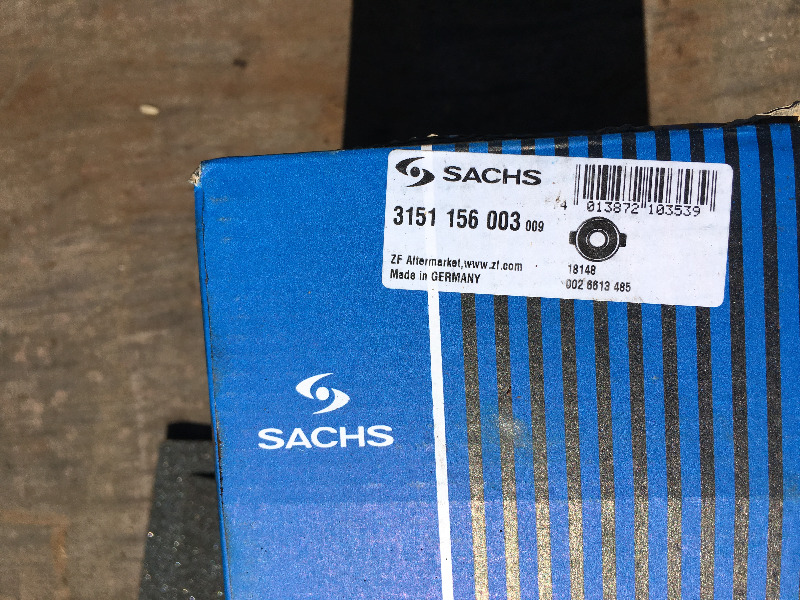 SACHS
4 013872 103539
3151 156 003 009
ZF Aftermarket,www.zf.com
Made in GERMANY
18148
002 6613 485
SACHS